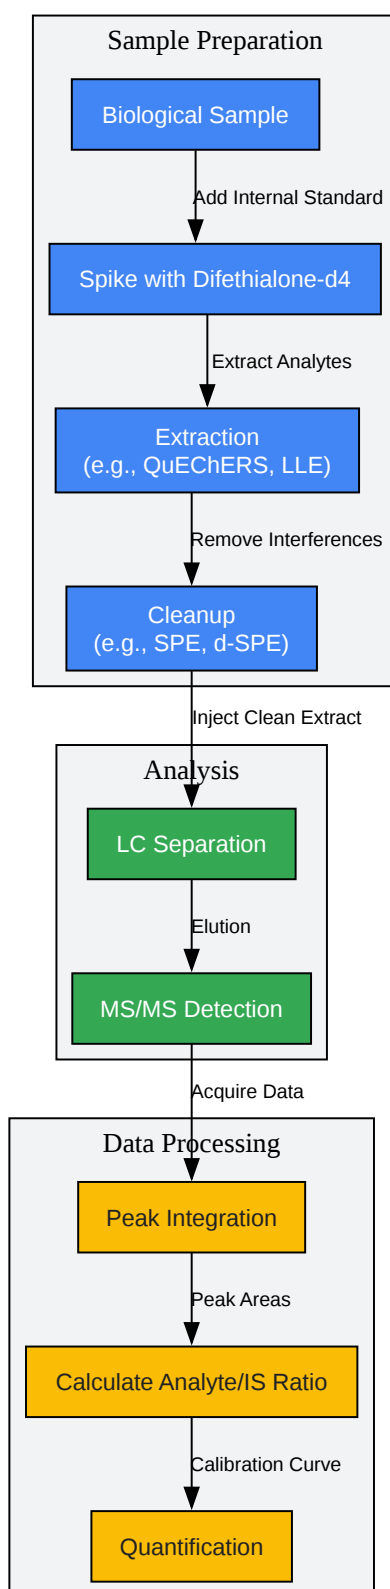 Sample Preparation
Biological Sample
Add Internal Standard
Spike with Difethialone-d4
Extract Analytes
Extraction
(e.g., QuEChERS, LLE)
Remove Interferences
Cleanup
(e.g., SPE, d-SPE)
Inject Clean Extract
Analysis
LC Separation
Elution
MS/MS Detection
Acquire Data
Data Processing
Peak Integration
Peak Areas
Calculate Analyte/IS Ratio
Calibration Curve
Quantification